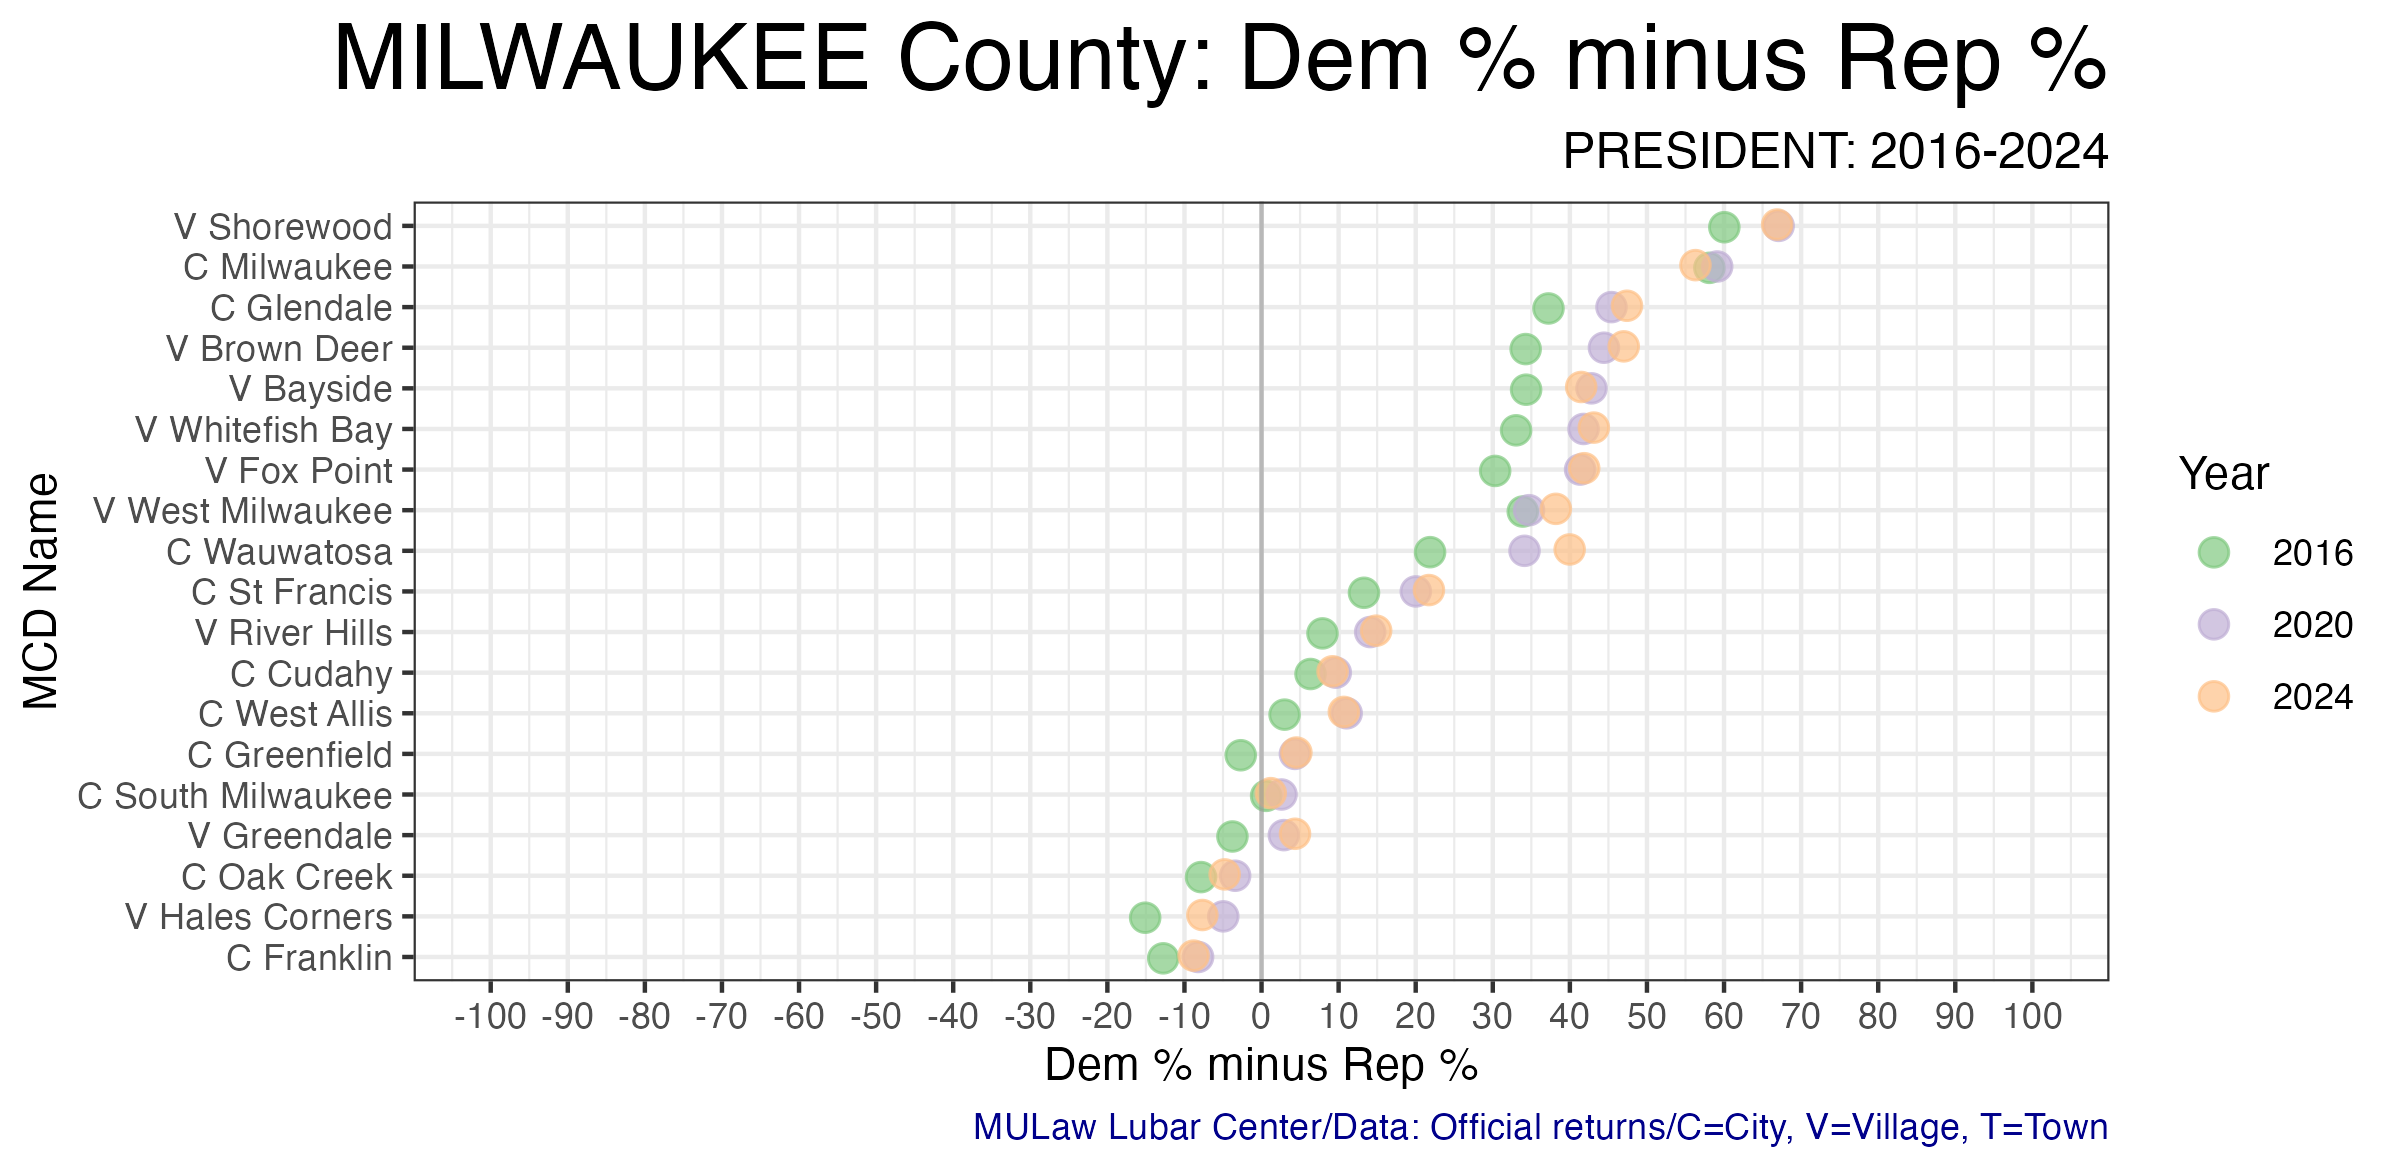 MILWAUKEE County: Dem % minus Rep %
PRESIDENT: 2016-2024
MCD Name
V Shorewood
C Milwaukee
C Glendale
V Brown Deer
V Bayside
V Whitefish Bay
V Fox Point
V West Milwaukee
C Wauwatosa
C St Francis
V River Hills
C Cudahy
C West Allis
C Greenfield
C South Milwaukee
V Greendale
C Oak Creek
V Hales Corners
C Franklin
-100 -90 -80 -70 -60 -50 -40 -30 -20 -10 0 10 20 30 40 50 60 70 80 90 100
Dem % minus Rep %
Year
2016
2020
2024
MULaw Lubar Center/Data: Official returns/C=City, V=Village, T=Town